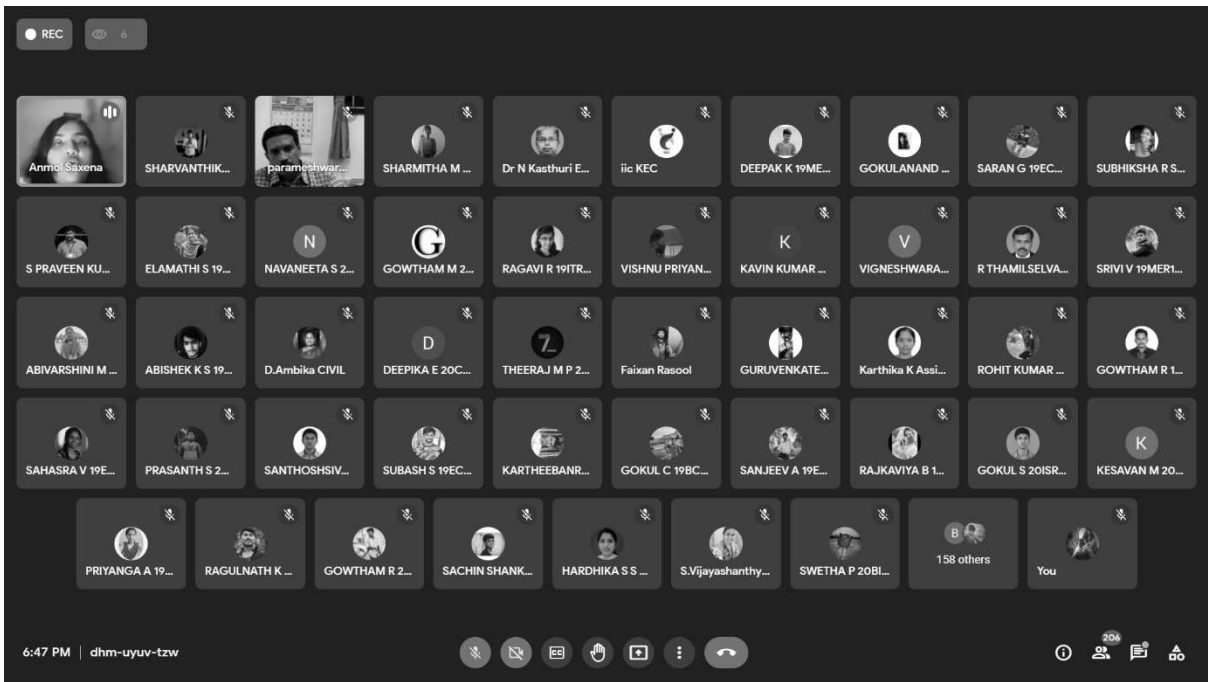 REC
6
Anmol Saxena
SHARVANTHIK...
parameshwar...
SHARMITHA M ...
Dr N Kasthuri E...
iic KEC
DEEPAK K 19ME...
GOKULANAND ...
SARAN G 19EC...
SUBHIKSHA R S...
S PRAVEEN KU...
ELAMATHI S 19...
N
NAVANEETA S 2...
G
GOWTHAM M 2...
RAGAVI R 19ITR...
VISHNU PRIYAN...
K
KAVIN KUMAR ...
V
VIGNESHWARA...
R THAMILSELVA...
SRIVI V 19MER1...
ABIVARSHINI M ...
ABISHEK K S 19...
D.Ambika CIVIL
D
DEEPIKA E 20C...
THEERAJ M P 2...
Faixan Rasool
GURUVENKATE...
Karthika K Assi...
ROHIT KUMAR ...
GOWTHAM R 1...
SAHASRA V 19E...
PRASANTH S 2...
SANTHOSHSIV...
SUBASH S 19EC...
KARTHEEBANR...
GOKUL C 19BC...
SANJEEV A 19E...
RAJKAVIYA B 1...
GOKUL S 20ISR...
K
KESAVAN M 20...
PRIYANGA A 19...
RAGULNATH K ...
GOWTHAM R 2...
SACHIN SHANK...
HARDHIKA S S ...
S.Vijayashanthy...
SWETHA P 20BI...
B
158 others
You
6:47 PM | dhm-uyuv-tzw
CC
206